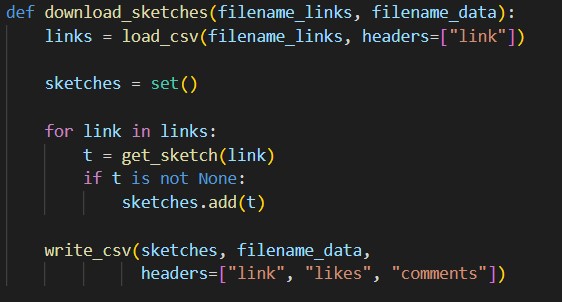 def download_sketches(filename_links, filename_data):
    links = load_csv(filename_links, headers=["link"])

    sketches = set()

    for link in links:
        t = get_sketch(link)
        if t is not None:
            sketches.add(t)

    write_csv(sketches, filename_data,
              headers=["link", "likes", "comments"])